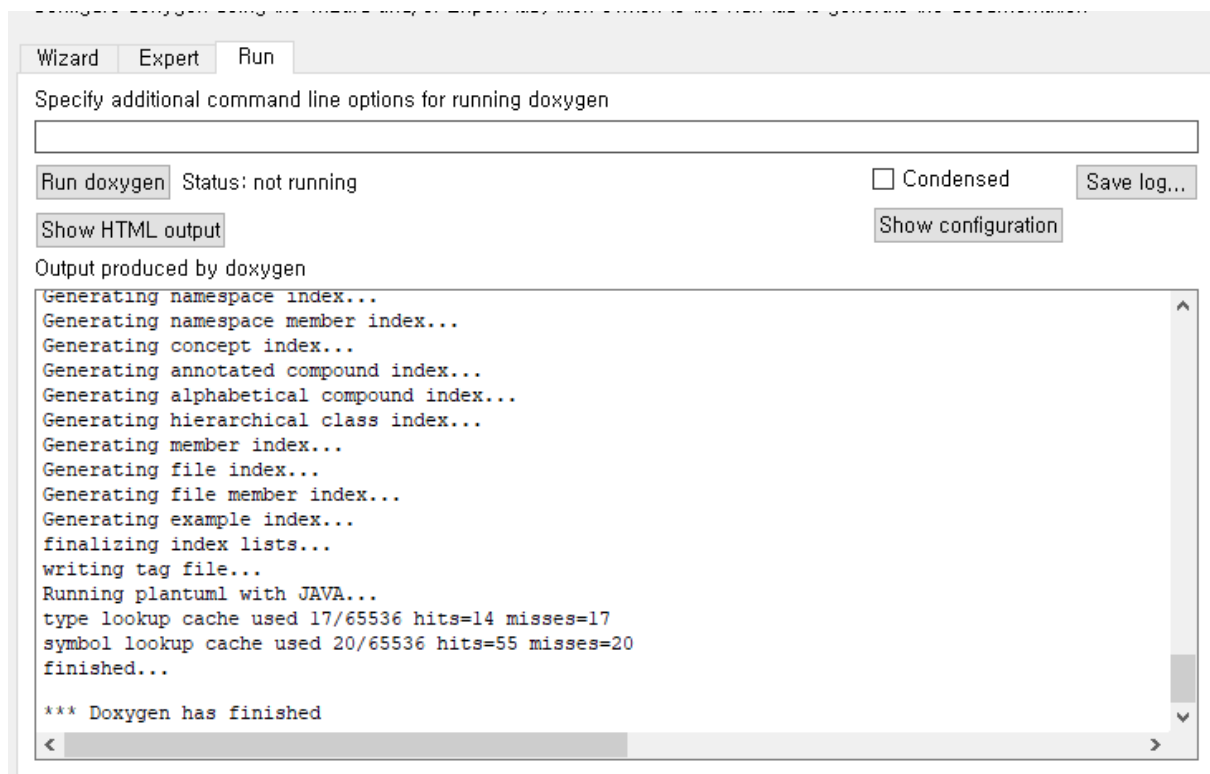 Wizard Expert Run
Specify additional command line options for running doxygen
Run doxygen Status: not running Condensed Save log...
Show HTML output Show configuration
Output produced by doxygen
Generating namespace index...
Generating namespace member index...
Generating concept index...
Generating annotated compound index...
Generating alphabetical compound index...
Generating hierarchical class index...
Generating member index...
Generating file index...
Generating file member index...
Generating example index...
finalizing index lists...
writing tag file...
Running plantuml with JAVA...
type lookup cache used 17/65536 hits=14 misses=17
symbol lookup cache used 20/65536 hits=55 misses=20
finished...
*** Doxygen has finished